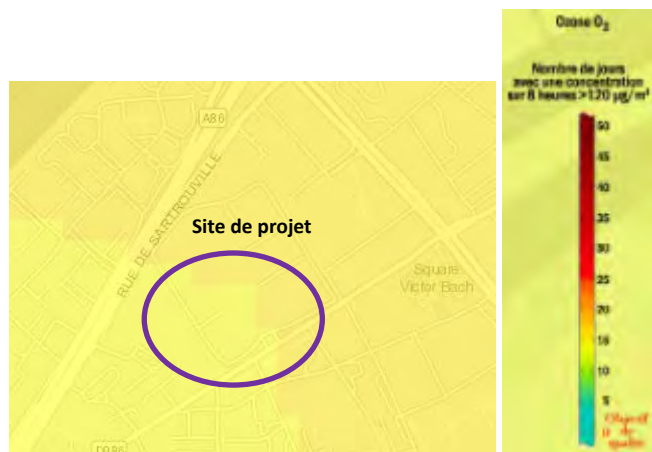 A86
RUE DE SARTROUVILLE
Site de projet
Square
Victor Bach
D986
Ozone O2
Nombre de jours
avec une concentration
sur 8 heures >120 µg/m³
50
45
40
35
30
25
20
15
10
5
Objectif
de
qualité